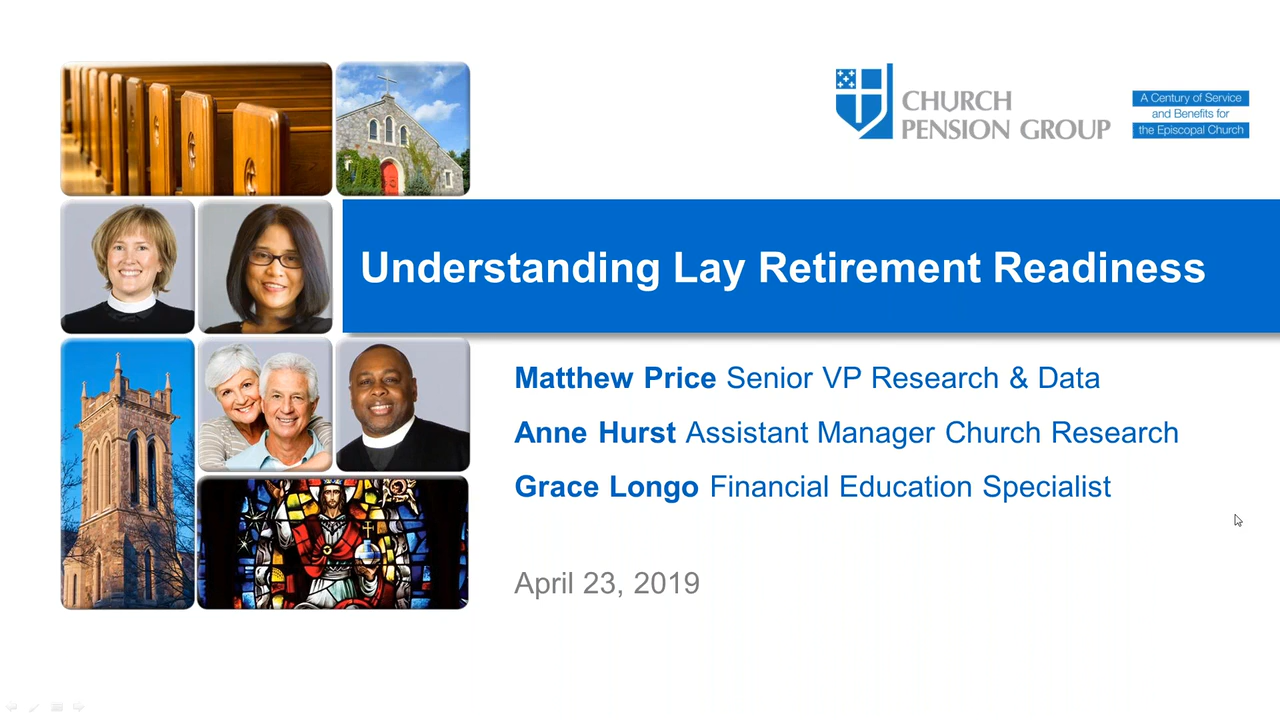 CHURCH
PENSION GROUP
A Century of Service
and Benefits for
the Episcopal Church
Understanding Lay Retirement Readiness
Matthew Price Senior VP Research & Data
Anne Hurst Assistant Manager Church Research
Grace Longo Financial Education Specialist
April 23, 2019